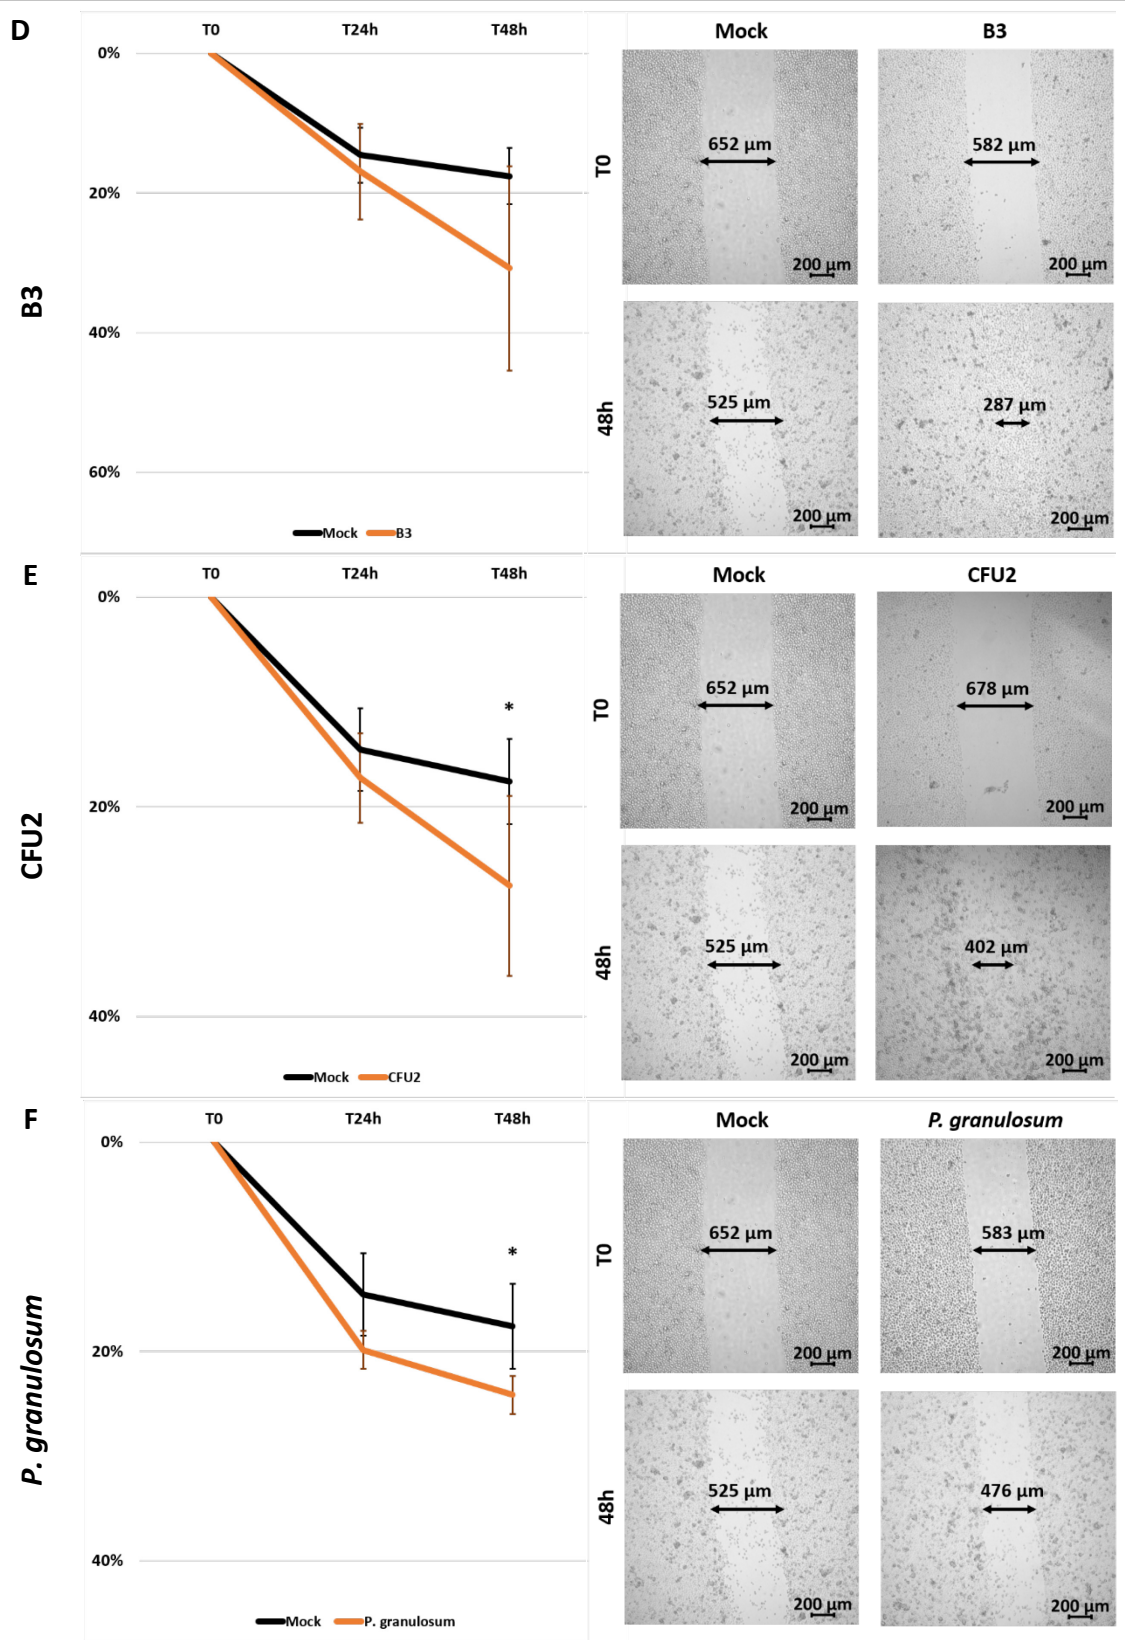 D
T0 T24h T48h
0%
20%
40%
60%
B3
Mock B3
Mock B3
T0
652 µm 582 µm
200 µm 200 µm
48h
525 µm 287 µm
200 µm 200 µm
E
T0 T24h T48h
0%
*
20%
40%
CFU2
Mock CFU2
Mock CFU2
T0
652 µm 678 µm
200 µm 200 µm
48h
525 µm 402 µm
200 µm 200 µm
F
T0 T24h T48h
0%
*
20%
40%
P. granulosum
Mock P. granulosum
Mock P. granulosum
T0
652 µm 583 µm
200 µm 200 µm
48h
525 µm 476 µm
200 µm 200 µm